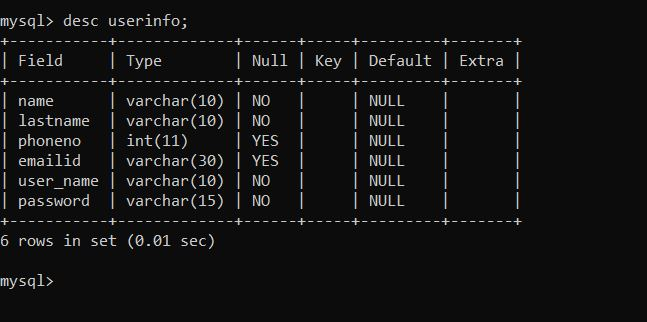 mysql> desc userinfo;
+-----------+-------------+------+-----+---------+-------+
| Field     | Type        | Null | Key | Default | Extra |
+-----------+-------------+------+-----+---------+-------+
| name      | varchar(10) | NO   |     | NULL    |       |
| lastname  | varchar(10) | NO   |     | NULL    |       |
| phoneno   | int(11)     | YES  |     | NULL    |       |
| emailid   | varchar(30) | YES  |     | NULL    |       |
| user_name | varchar(10) | NO   |     | NULL    |       |
| password  | varchar(15) | NO   |     | NULL    |       |
+-----------+-------------+------+-----+---------+-------+
6 rows in set (0.01 sec)
mysql>